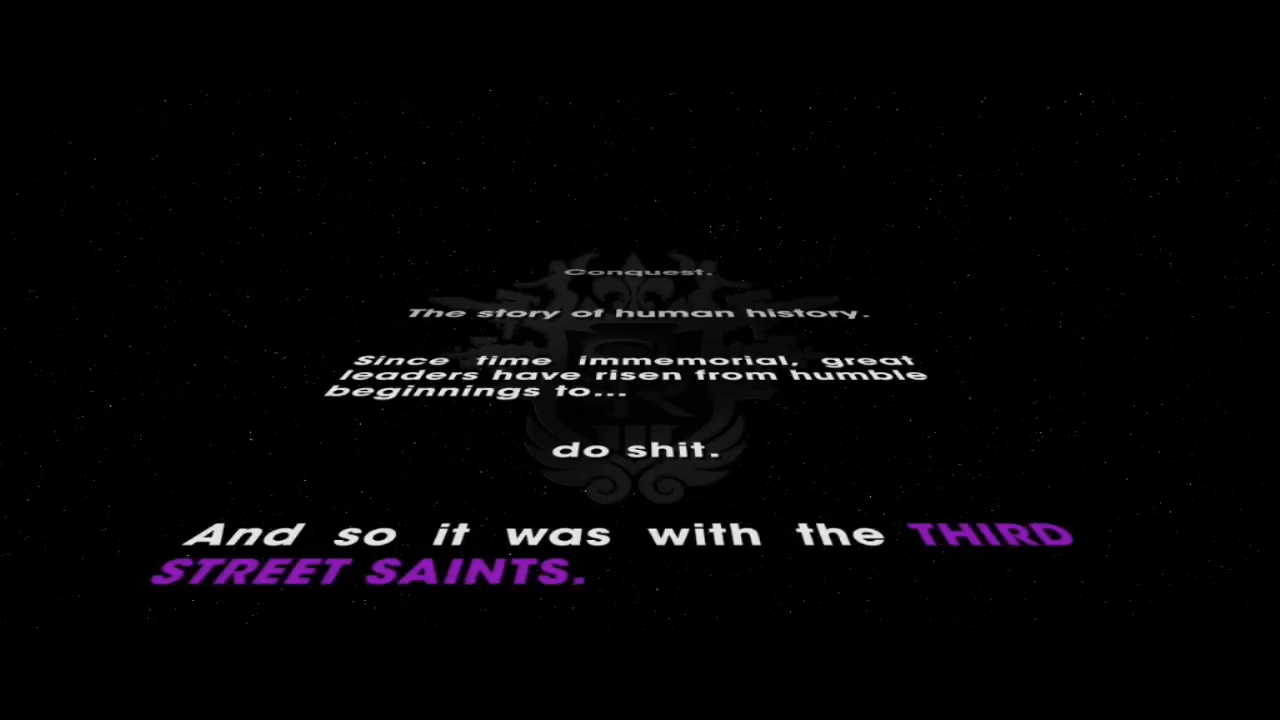 Conquest.
The story of human history.
Since time immemorial, great
leaders have risen from humble
beginnings to...
do shit.
And so it was with the THIRD
STREET SAINTS.